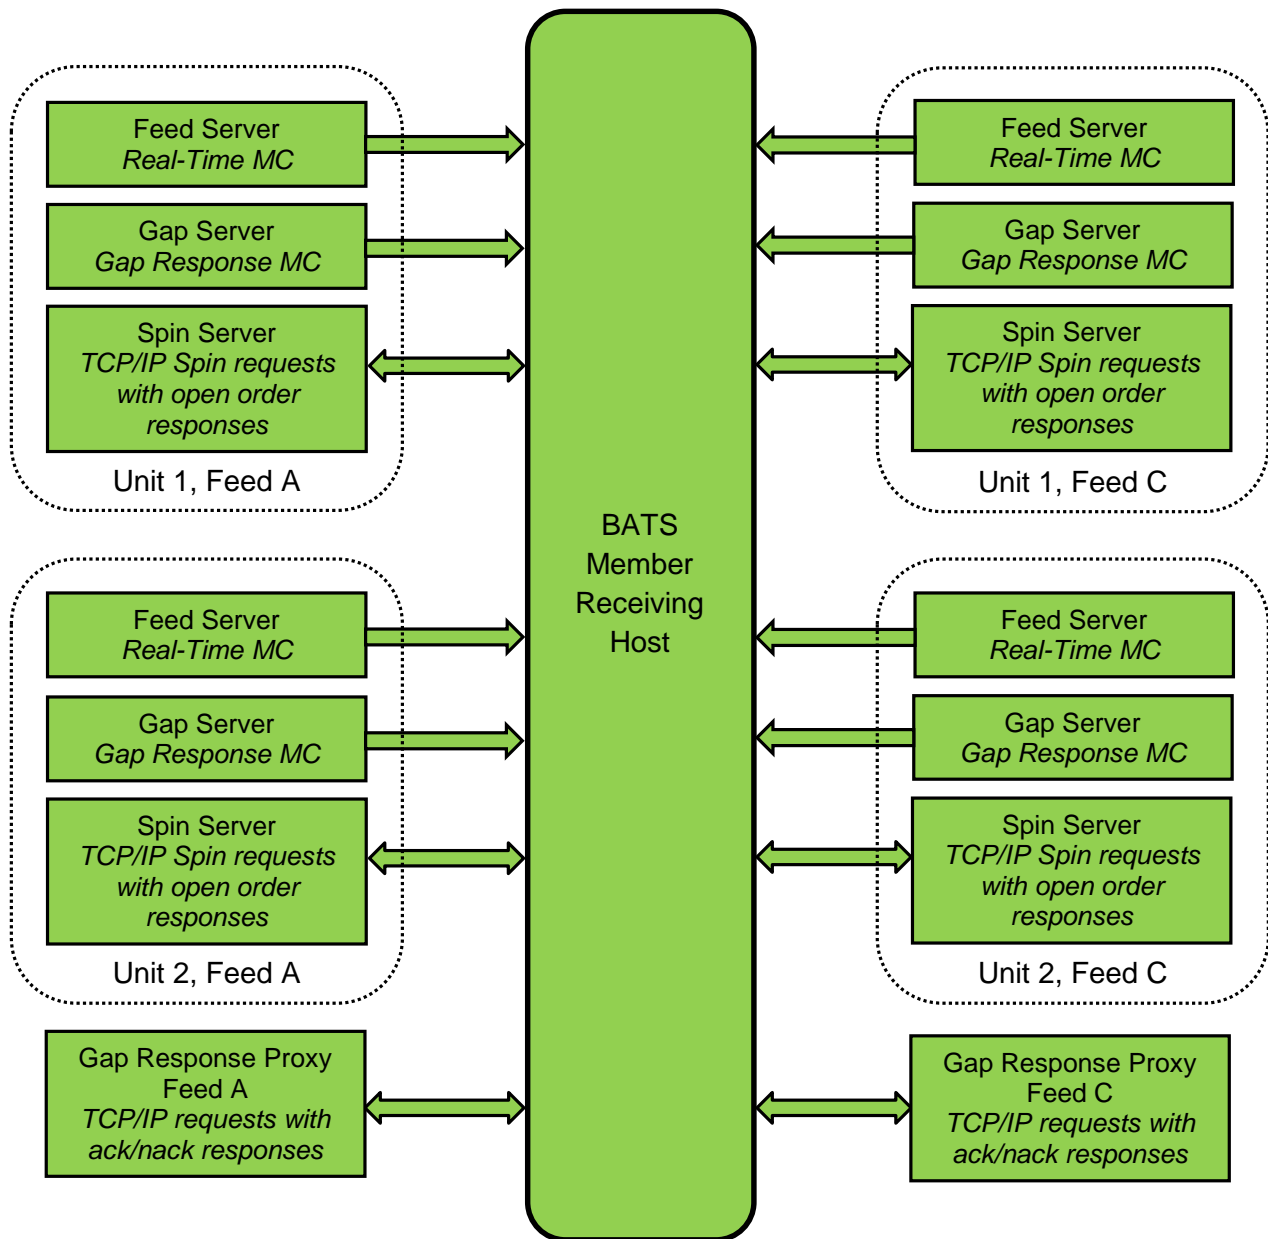 Feed Server
Real-Time MC
Gap Server
Gap Response MC
Spin Server
TCP/IP Spin requests
with open order
responses
Unit 1, Feed A
Feed Server
Real-Time MC
Gap Server
Gap Response MC
Spin Server
TCP/IP Spin requests
with open order
responses
Unit 2, Feed A
Gap Response Proxy
Feed A
TCP/IP requests with
ack/nack responses
BATS
Member
Receiving
Host
Feed Server
Real-Time MC
Gap Server
Gap Response MC
Spin Server
TCP/IP Spin requests
with open order
responses
Unit 1, Feed C
Feed Server
Real-Time MC
Gap Server
Gap Response MC
Spin Server
TCP/IP Spin requests
with open order
responses
Unit 2, Feed C
Gap Response Proxy
Feed C
TCP/IP requests with
ack/nack responses